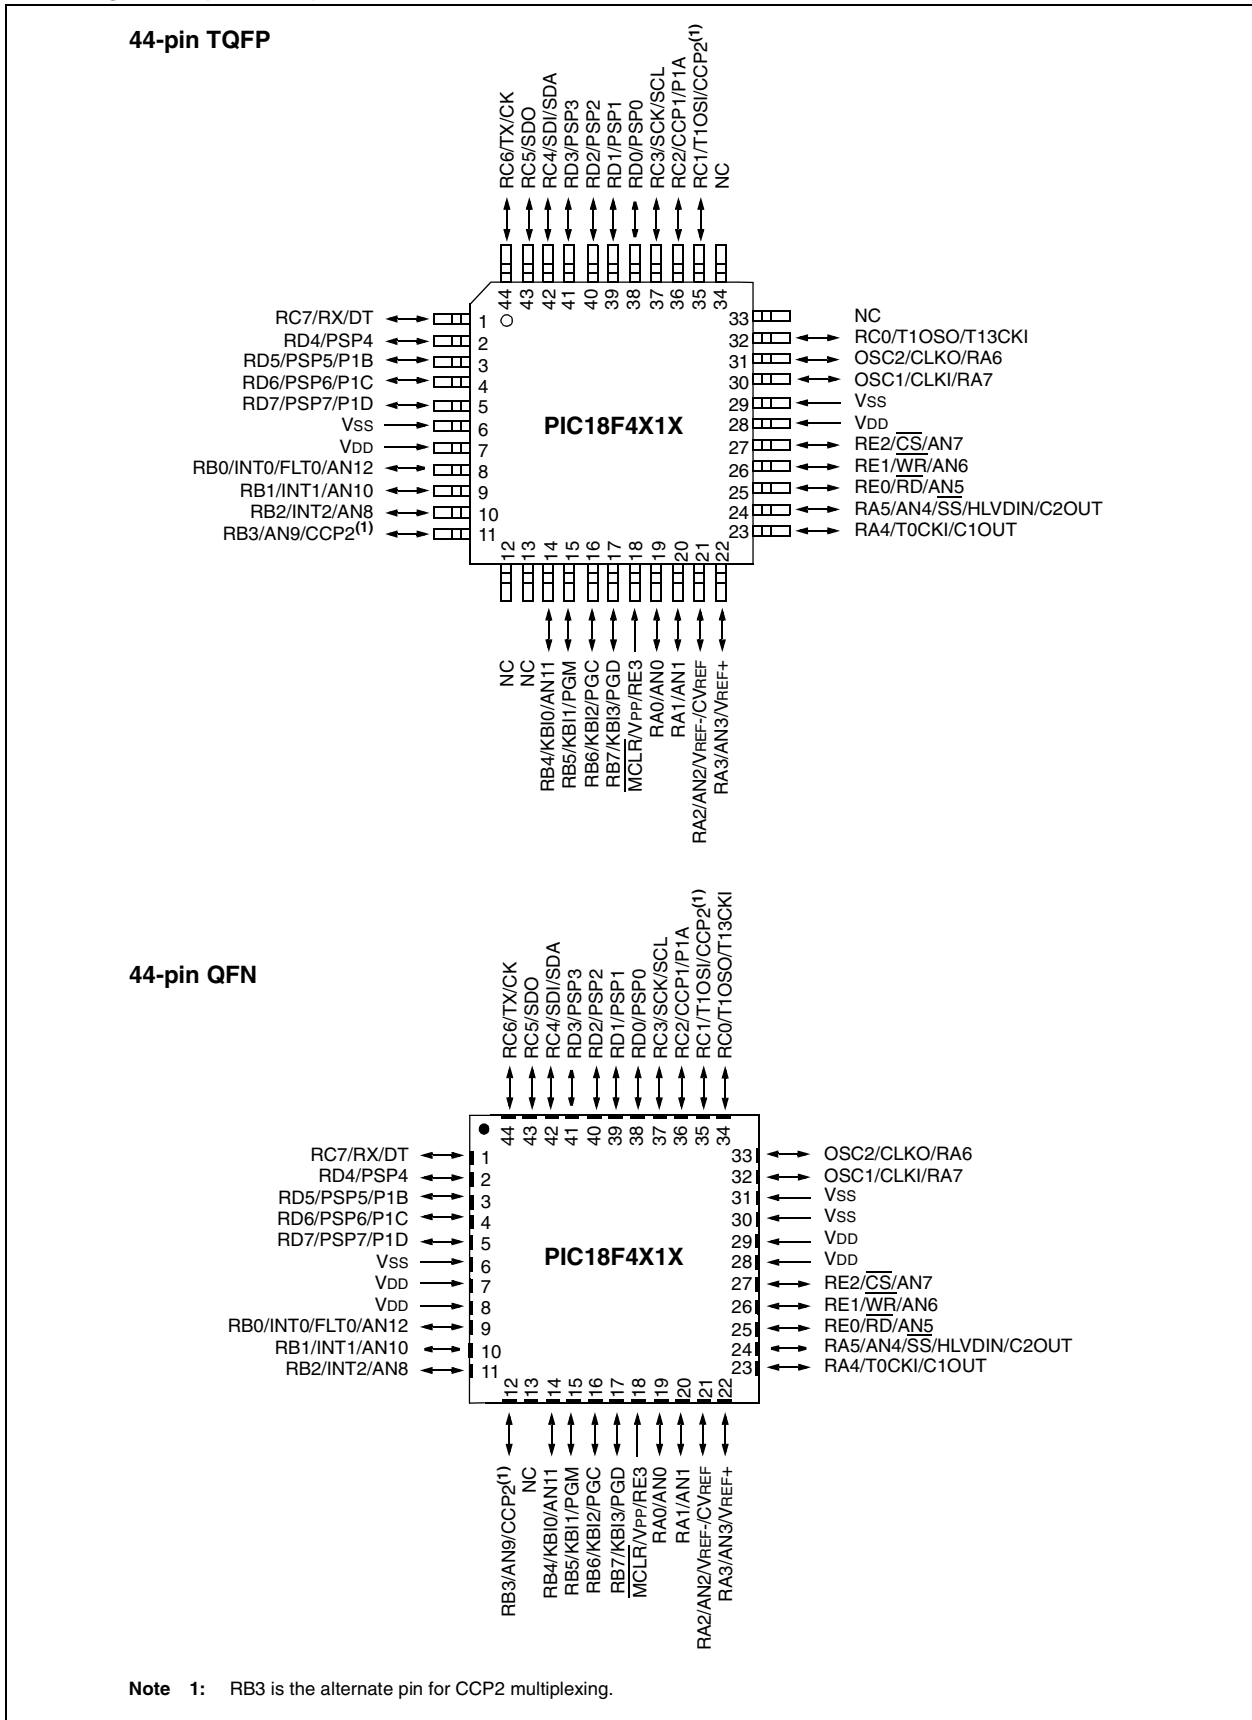 44-pin TQFP
RC6/TX/CK
RC5/SDO
RC4/SDI/SDA
RD3/PSP3
RD2/PSP2
RD1/PSP1
RD0/PSP0
RC3/SCK/SCL
RC2/CCP1/P1A
RC1/T1OSI/CCP2(1)
NC
44 43 42 41 40 39 38 37 36 35 34
RC7/RX/DT 1 33 NC
RD4/PSP4 2 32 RC0/T1OSO/T13CKI
RD5/PSP5/P1B 3 31 OSC2/CLKO/RA6
RD6/PSP6/P1C 4 30 OSC1/CLKI/RA7
RD7/PSP7/P1D 5 29 VSS
VSS 6 PIC18F4X1X 28 VDD
VDD 7 27 RE2/CS/AN7
RB0/INT0/FLT0/AN12 8 26 RE1/WR/AN6
RB1/INT1/AN10 9 25 RE0/RD/AN5
RB2/INT2/AN8 10 24 RA5/AN4/SS/HLVDIN/C2OUT
RB3/AN9/CCP2(1) 11 23 RA4/T0CKI/C1OUT
12 13 14 15 16 17 18 19 20 21 22
NC
NC
RB4/KBI0/AN11
RB5/KBI1/PGM
RB6/KBI2/PGC
RB7/KBI3/PGD
MCLR/VPP/RE3
RA0/AN0
RA1/AN1
RA2/AN2/VREF-/CVREF
RA3/AN3/VREF+
44-pin QFN
RC6/TX/CK
RC5/SDO
RC4/SDI/SDA
RD3/PSP3
RD2/PSP2
RD1/PSP1
RD0/PSP0
RC3/SCK/SCL
RC2/CCP1/P1A
RC1/T1OSI/CCP2(1)
RC0/T1OSO/T13CKI
44 43 42 41 40 39 38 37 36 35 34
RC7/RX/DT 1 33 OSC2/CLKO/RA6
RD4/PSP4 2 32 OSC1/CLKI/RA7
RD5/PSP5/P1B 3 31 VSS
RD6/PSP6/P1C 4 30 VSS
RD7/PSP7/P1D 5 29 VDD
VSS 6 PIC18F4X1X 28 VDD
VDD 7 27 RE2/CS/AN7
VDD 8 26 RE1/WR/AN6
RB0/INT0/FLT0/AN12 9 25 RE0/RD/AN5
RB1/INT1/AN10 10 24 RA5/AN4/SS/HLVDIN/C2OUT
RB2/INT2/AN8 11 23 RA4/T0CKI/C1OUT
12 13 14 15 16 17 18 19 20 21 22
RB3/AN9/CCP2(1)
NC
RB4/KBI0/AN11
RB5/KBI1/PGM
RB6/KBI2/PGC
RB7/KBI3/PGD
MCLR/VPP/RE3
RA0/AN0
RA1/AN1
RA2/AN2/VREF-/CVREF
RA3/AN3/VREF+
Note 1: RB3 is the alternate pin for CCP2 multiplexing.